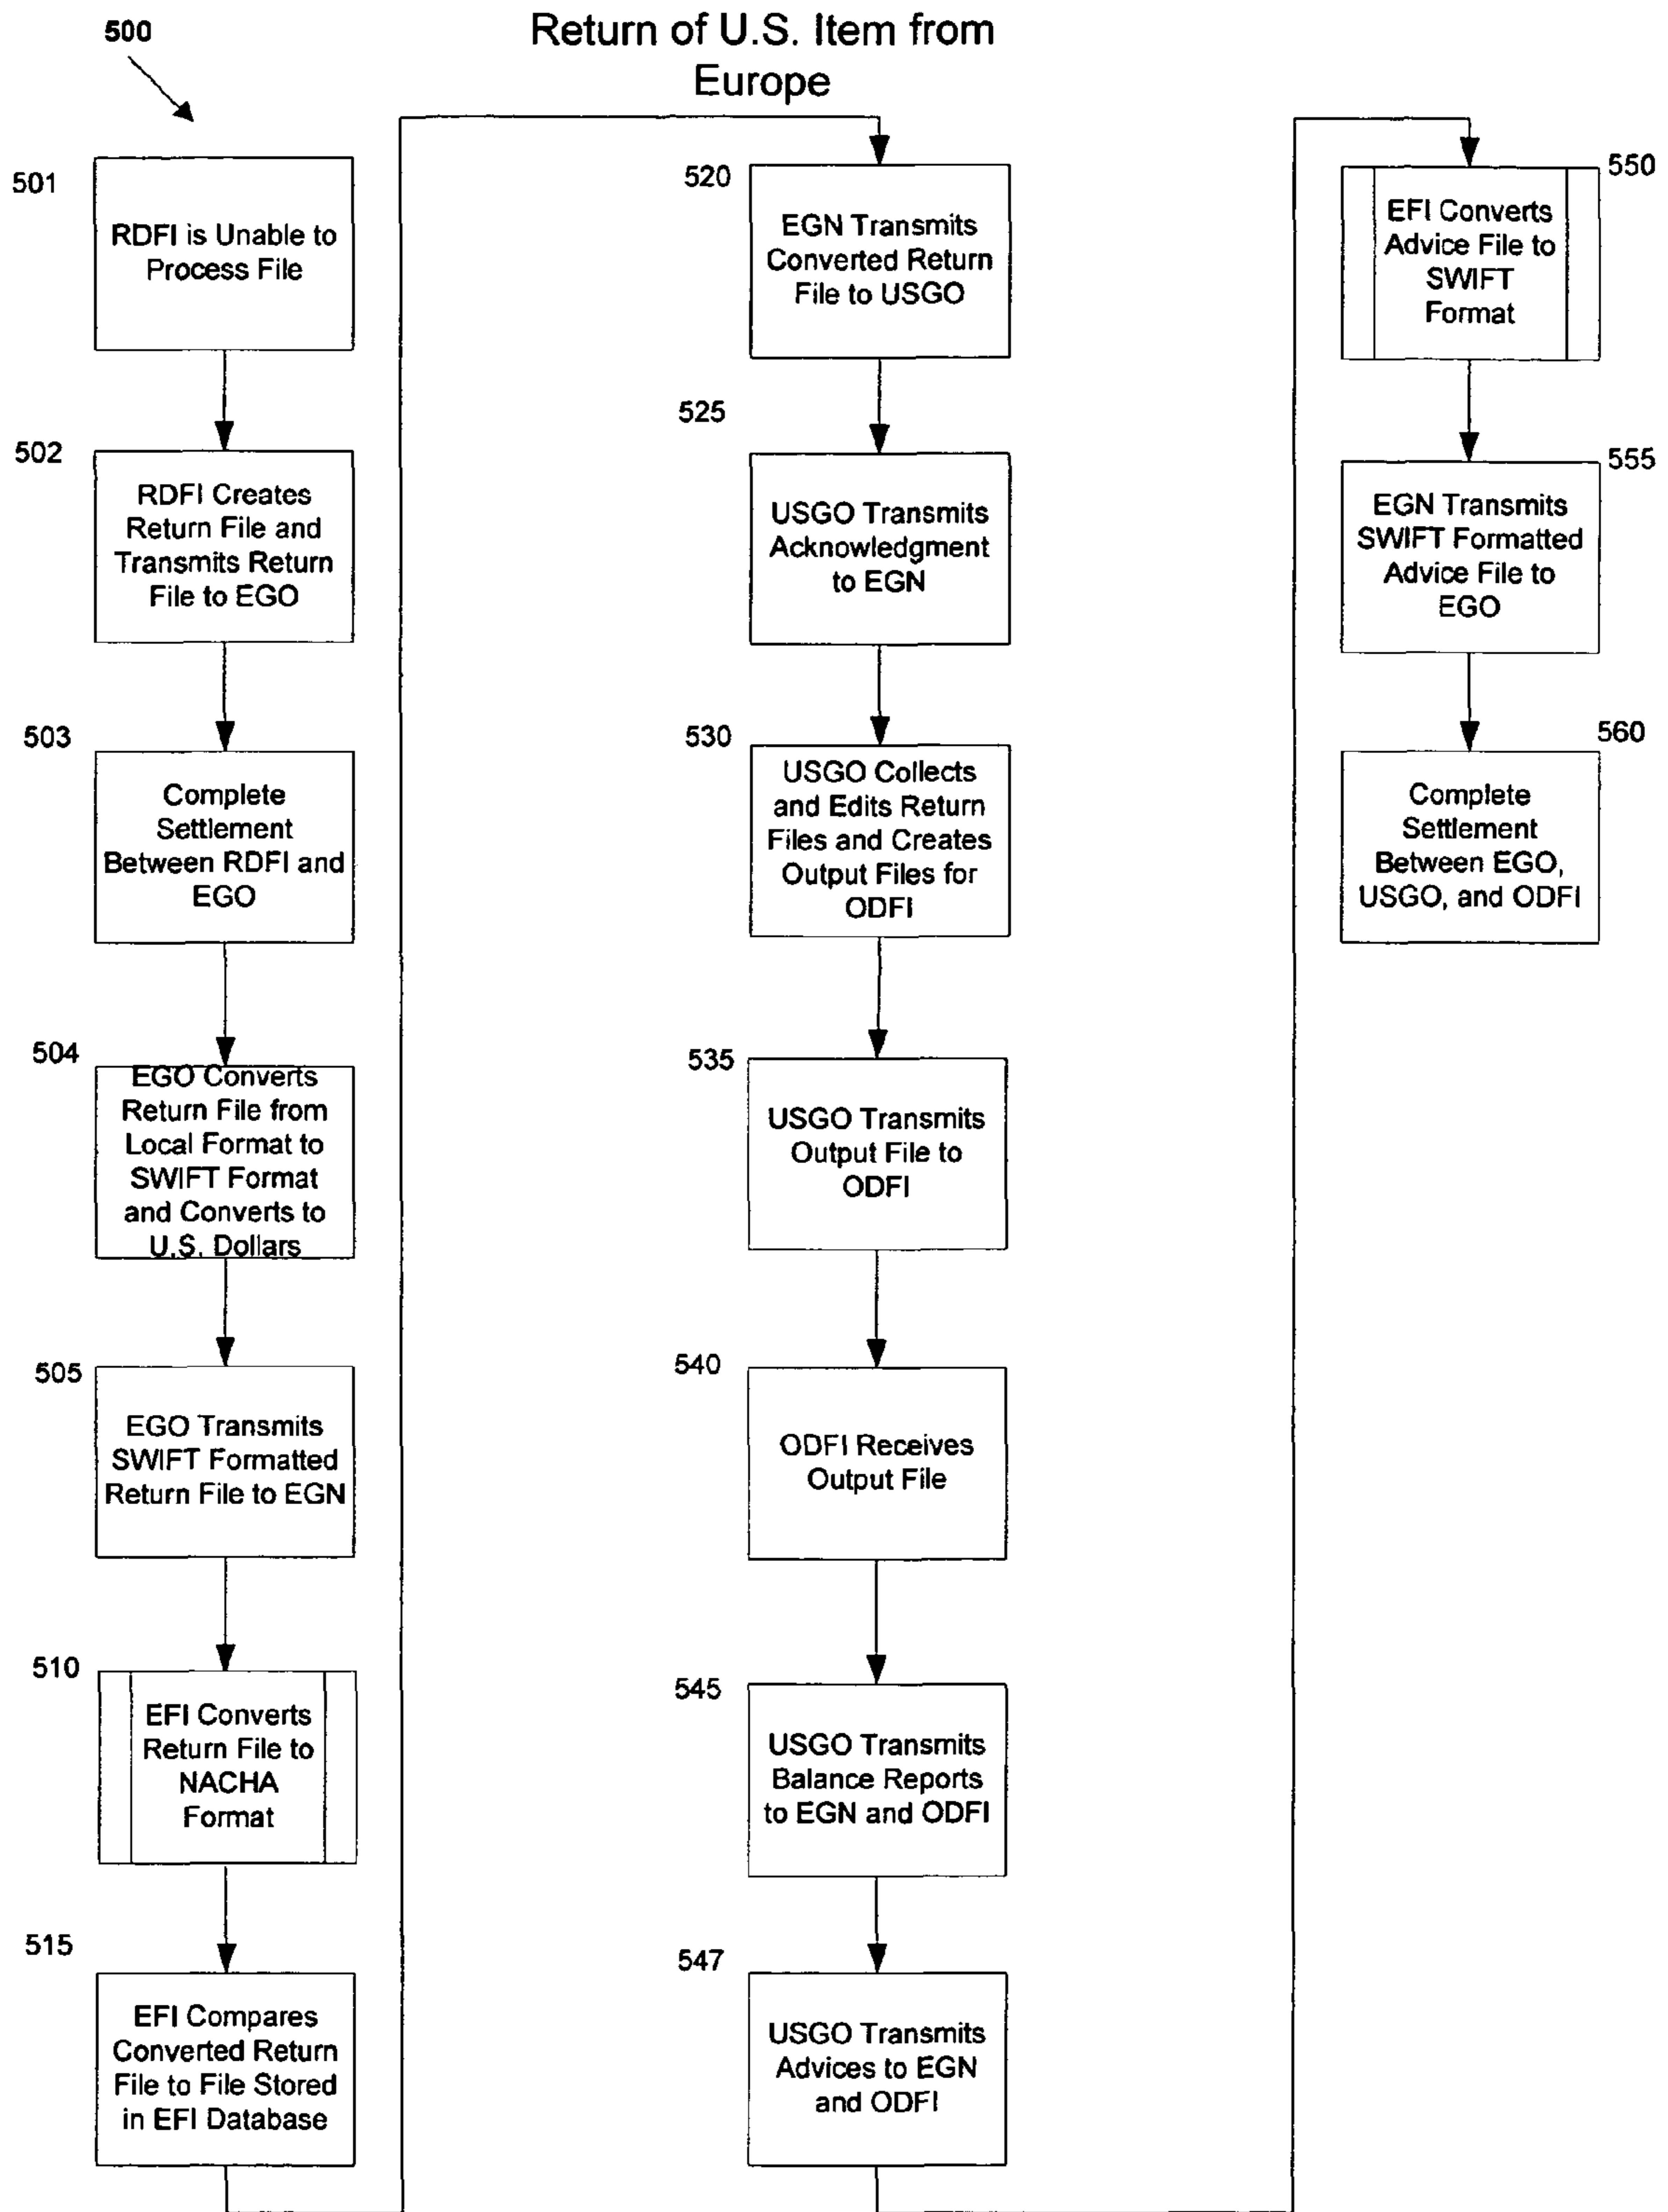 500
Return of U.S. Item from
Europe
501
RDFI is Unable to
Process File
502
RDFI Creates
Return File and
Transmits Return
File to EGO
503
Complete
Settlement
Between RDFI and
EGO
504
EGO Converts
Return File from
Local Format to
SWIFT Format
and Converts to
U.S. Dollars
505
EGO Transmits
SWIFT Formatted
Return File to EGN
510
EFI Converts
Return File to
NACHA
Format
515
EFI Compares
Converted Return
File to File Stored
in EFI Database
520
EGN Transmits
Converted Return
File to USGO
525
USGO Transmits
Acknowledgment
to EGN
530
USGO Collects
and Edits Return
Files and Creates
Output Files for
ODFI
535
USGO Transmits
Output File to
ODFI
540
ODFI Receives
Output File
545
USGO Transmits
Balance Reports
to EGN and ODFI
547
USGO Transmits
Advices to EGN
and ODFI
550
EFI Converts
Advice File to
SWIFT
Format
555
EGN Transmits
SWIFT Formatted
Advice File to
EGO
560
Complete
Settlement
Between EGO,
USGO, and ODFI